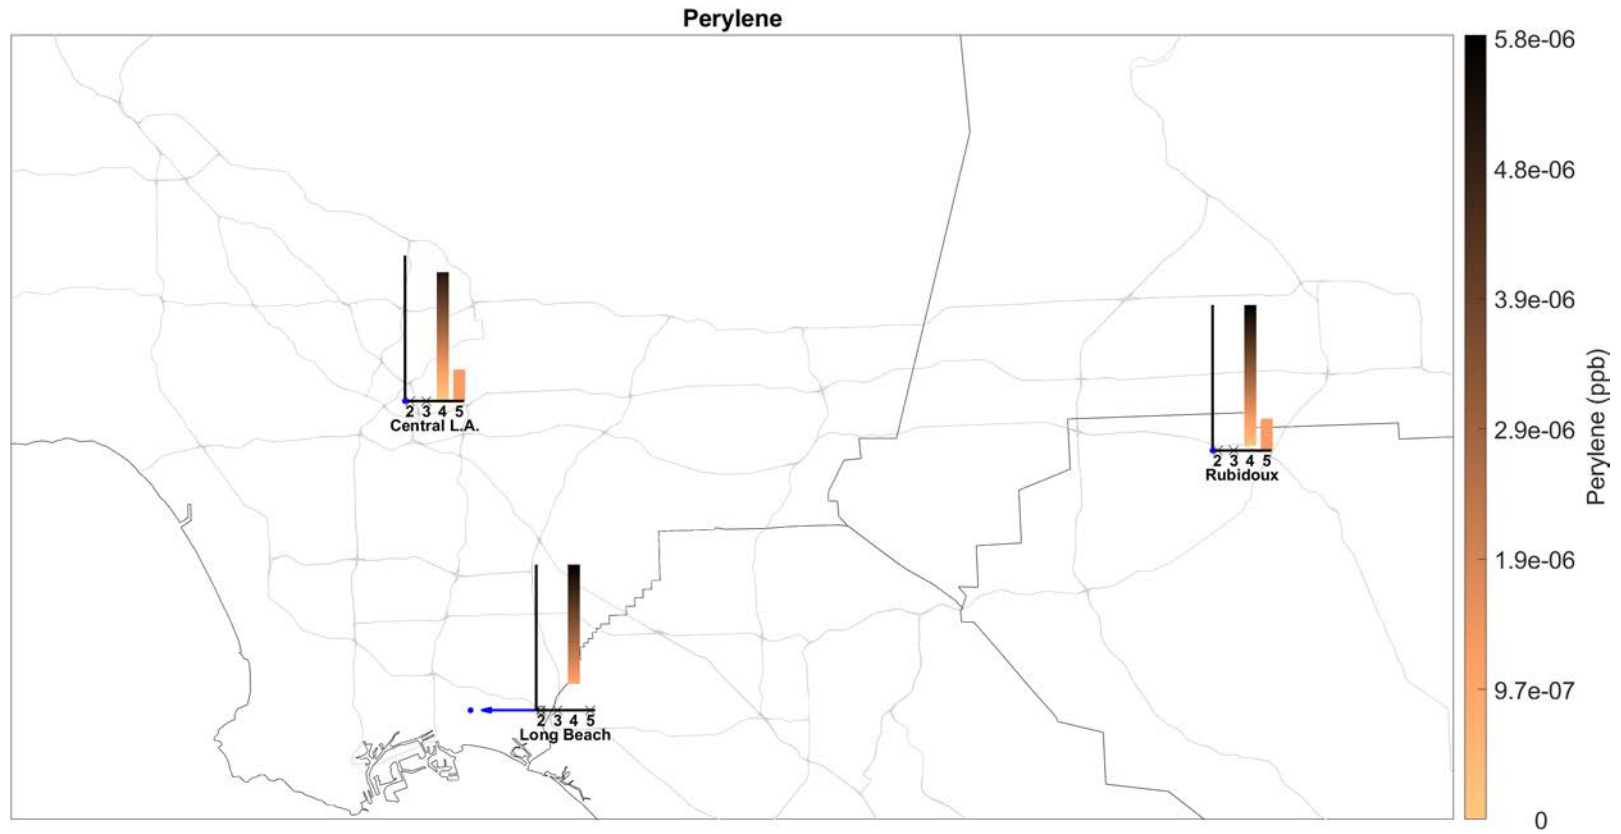 Perylene
5.8e-06
4.8e-06
3.9e-06
2.9e-06
1.9e-06
9.7e-07
0
Perylene (ppb)
2 3 4 5
Central L.A.
2 3 4 5
Rubidoux
2 3 4 5
Long Beach